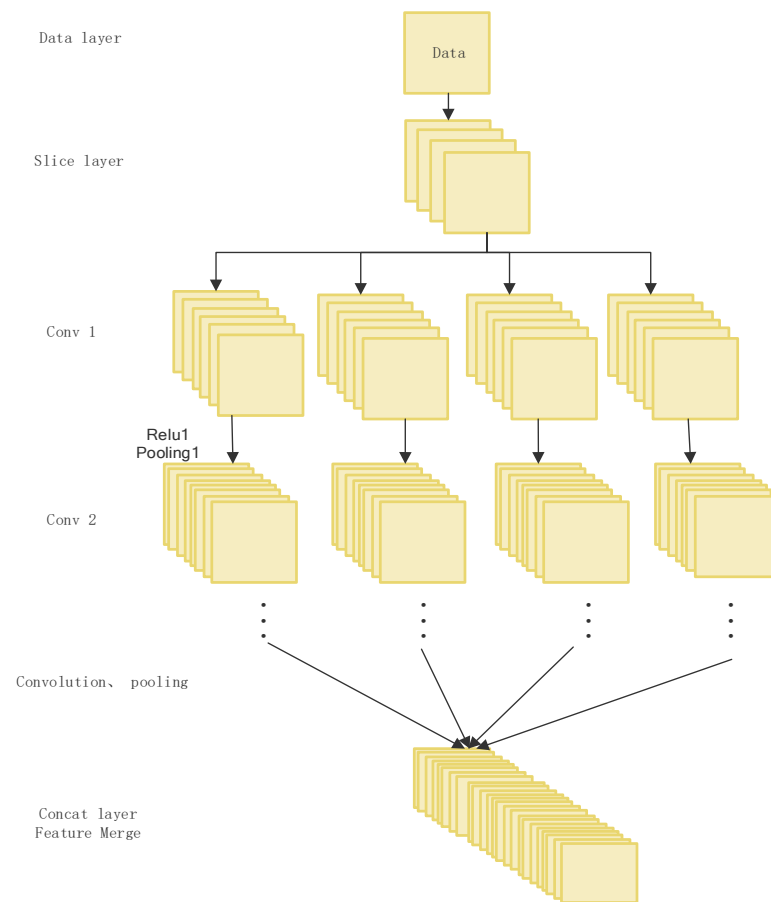 Data layer
Data
Slice layer
Conv 1
Relu1
Pooling1
Conv 2
Convolution、 pooling
Concat layer
Feature Merge